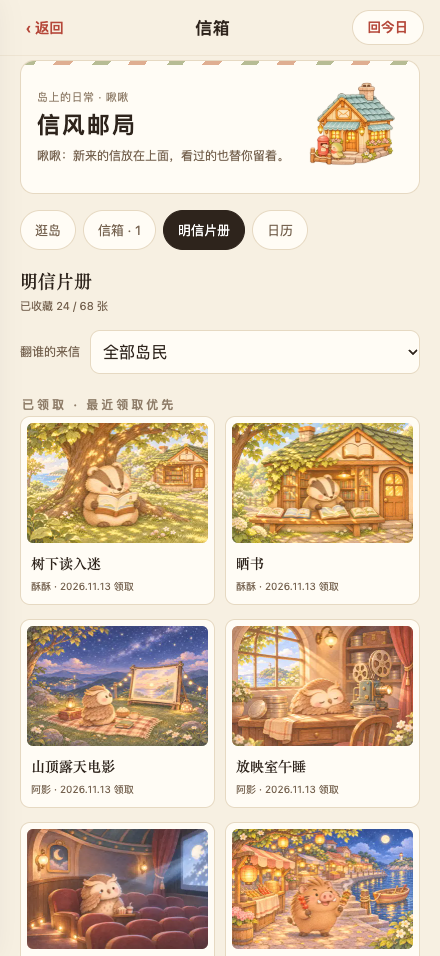 ‹ 返回
信箱
回今日
岛上的日常 · 啾啾
信风邮局
啾啾：新来的信放在上面，看过的也替你留着。
逛岛
信箱 · 1
明信片册
日历
明信片册
已收藏 24 / 68 张
翻谁的来信
全部岛民
已领取 · 最近领取优先
树下读入迷
酥酥 · 2026.11.13 领取
晒书
酥酥 · 2026.11.13 领取
山顶露天电影
阿影 · 2026.11.13 领取
放映室午睡
阿影 · 2026.11.13 领取